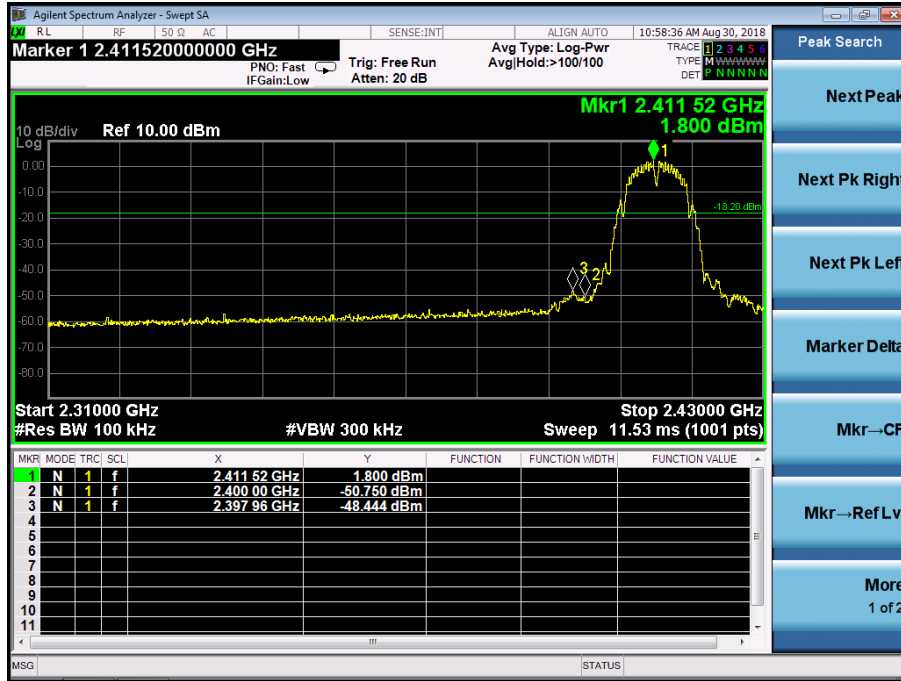 Agilent Spectrum Analyzer - Swept SA
LXI RL RF 50 Ω AC SENSE:INT ALIGN AUTO 10:58:36 AM Aug 30, 2018
Marker 1 2.411520000000 GHz
PNO: Fast
IFGain:Low
Trig: Free Run
Atten: 20 dB
Avg Type: Log-Pwr
Avg|Hold:>100/100
TRACE 1 2 3 4 5 6
TYPE M WWWWW
DET P N N N N N
Mkr1 2.411 52 GHz
1.800 dBm
10 dB/div Ref 10.00 dBm
Log
1
0.00
-10.0
-18.20 dBm
-20.0
-30.0
-40.0
3 2
-50.0
-60.0
-70.0
-80.0
Start 2.31000 GHz Stop 2.43000 GHz
#Res BW 100 kHz #VBW 300 kHz Sweep 11.53 ms (1001 pts)
MKR MODE TRC SCL X Y FUNCTION FUNCTION WIDTH FUNCTION VALUE
1 N 1 f 2.411 52 GHz 1.800 dBm
2 N 1 f 2.400 00 GHz -50.750 dBm
3 N 1 f 2.397 96 GHz -48.444 dBm
4
5
6
7
8
9
10
11
MSG STATUS
Peak Search
Next Peak
Next Pk Right
Next Pk Left
Marker Delta
Mkr→CF
Mkr→Ref Lv
More
1 of 2